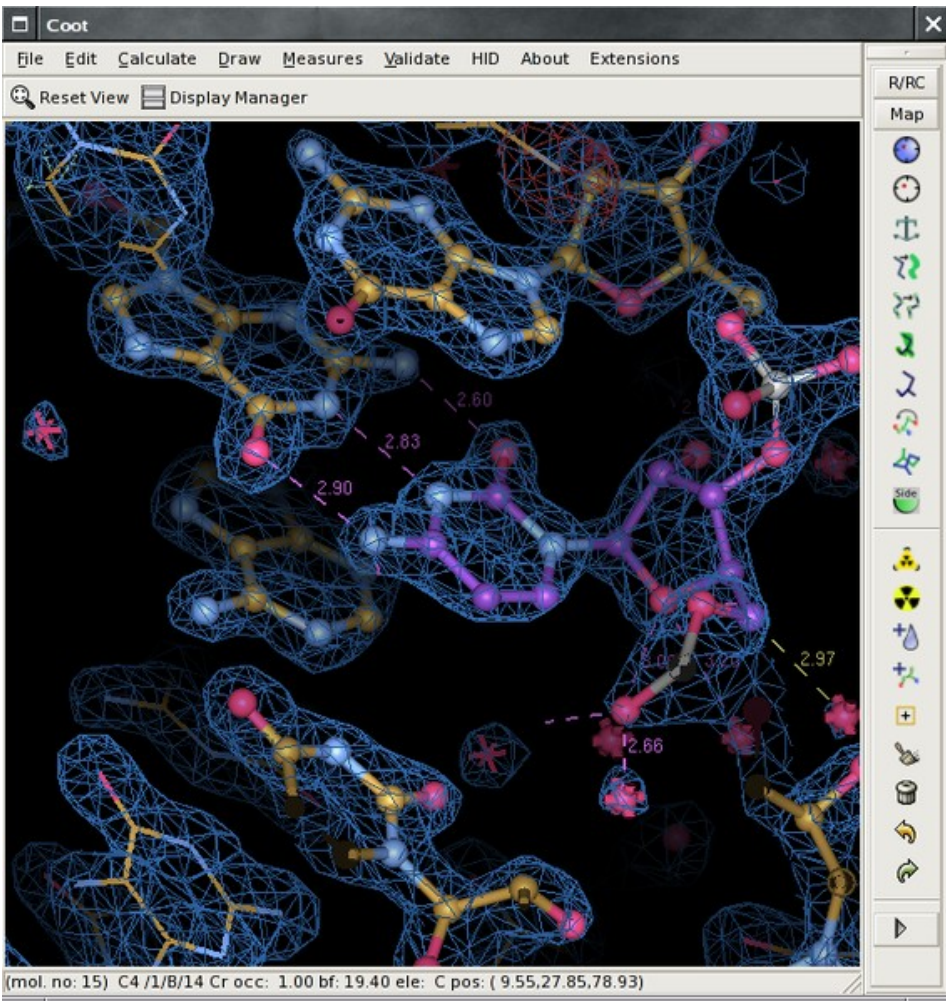 Coot
File Edit Calculate Draw Measures Validate HID About Extensions
R/RC
Reset View Display Manager
Map
2.60
2.83
2.90
Side
2.97
2.66
(mol. no: 15) C4 /1/B/14 Cr occ: 1.00 bf: 19.40 ele: C pos: ( 9.55,27.85,78.93)